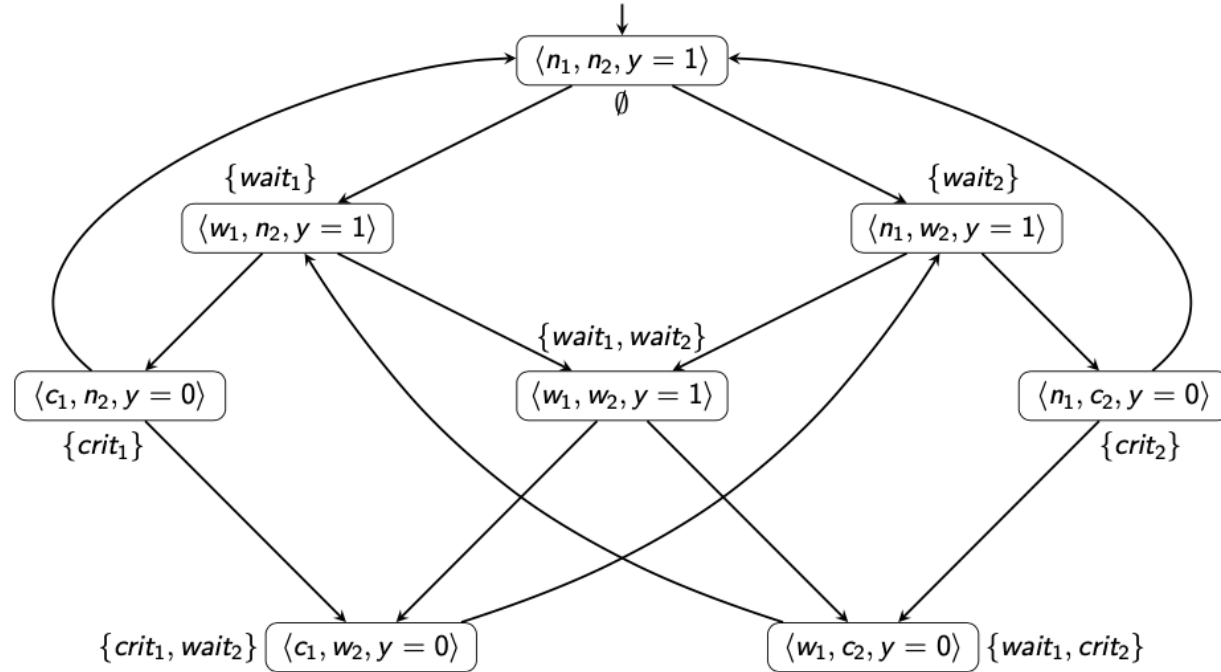 ⟨n₁, n₂, y = 1⟩
∅
{wait₁}
{wait₂}
⟨w₁, n₂, y = 1⟩
⟨n₁, w₂, y = 1⟩
{wait₁, wait₂}
⟨c₁, n₂, y = 0⟩
⟨w₁, w₂, y = 1⟩
⟨n₁, c₂, y = 0⟩
{crit₁}
{crit₂}
{crit₁, wait₂} ⟨c₁, w₂, y = 0⟩
⟨w₁, c₂, y = 0⟩ {wait₁, crit₂}